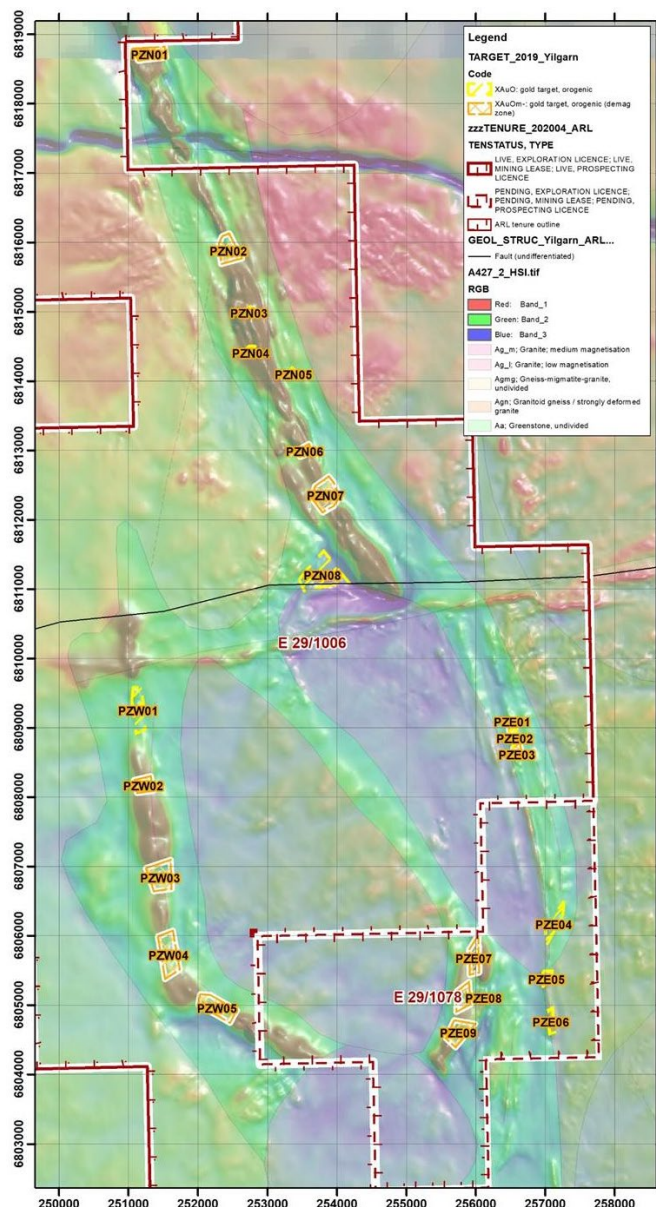 Legend
TARGET_2019_Yilgarn
Code
XAuO: gold target, orogenic
XAuOm-: gold target, orogenic (demag
zone)
zzzTENURE_202004_ARL
TENSTATUS, TYPE
LIVE, EXPLORATION LICENCE; LIVE,
MINING LEASE; LIVE, PROSPECTING
LICENCE
PENDING, EXPLORATION LICENCE;
PENDING, MINING LEASE; PENDING,
PROSPECTING LICENCE
ARL tenure outline
GEOL_STRUC_Yilgarn_ARL...
Fault (undifferentiated)
A427_2_HSI.tif
RGB
Red: Band_1
Green: Band_2
Blue: Band_3
Ag_m; Granite; medium magnetisation
Ag_l; Granite; low magnetisation
Agmg; Gneiss-migmatite-granite,
undivided
Agn; Granitoid gneiss / strongly deformed
granite
Aa; Greenstone, undivided
PZN01
PZN02
PZN03
PZN04
PZN05
PZN06
PZN07
PZN08
E 29/1006
PZW01
PZE01
PZE02
PZE03
PZW02
PZW03
PZE04
PZW04
PZE07
PZE05
E 29/1078
PZE08
PZW05
PZE06
PZE09
6819000
6818000
6817000
6816000
6815000
6814000
6813000
6812000
6811000
6810000
6809000
6808000
6807000
6806000
6805000
6804000
6803000
250000
251000
252000
253000
254000
255000
256000
257000
258000